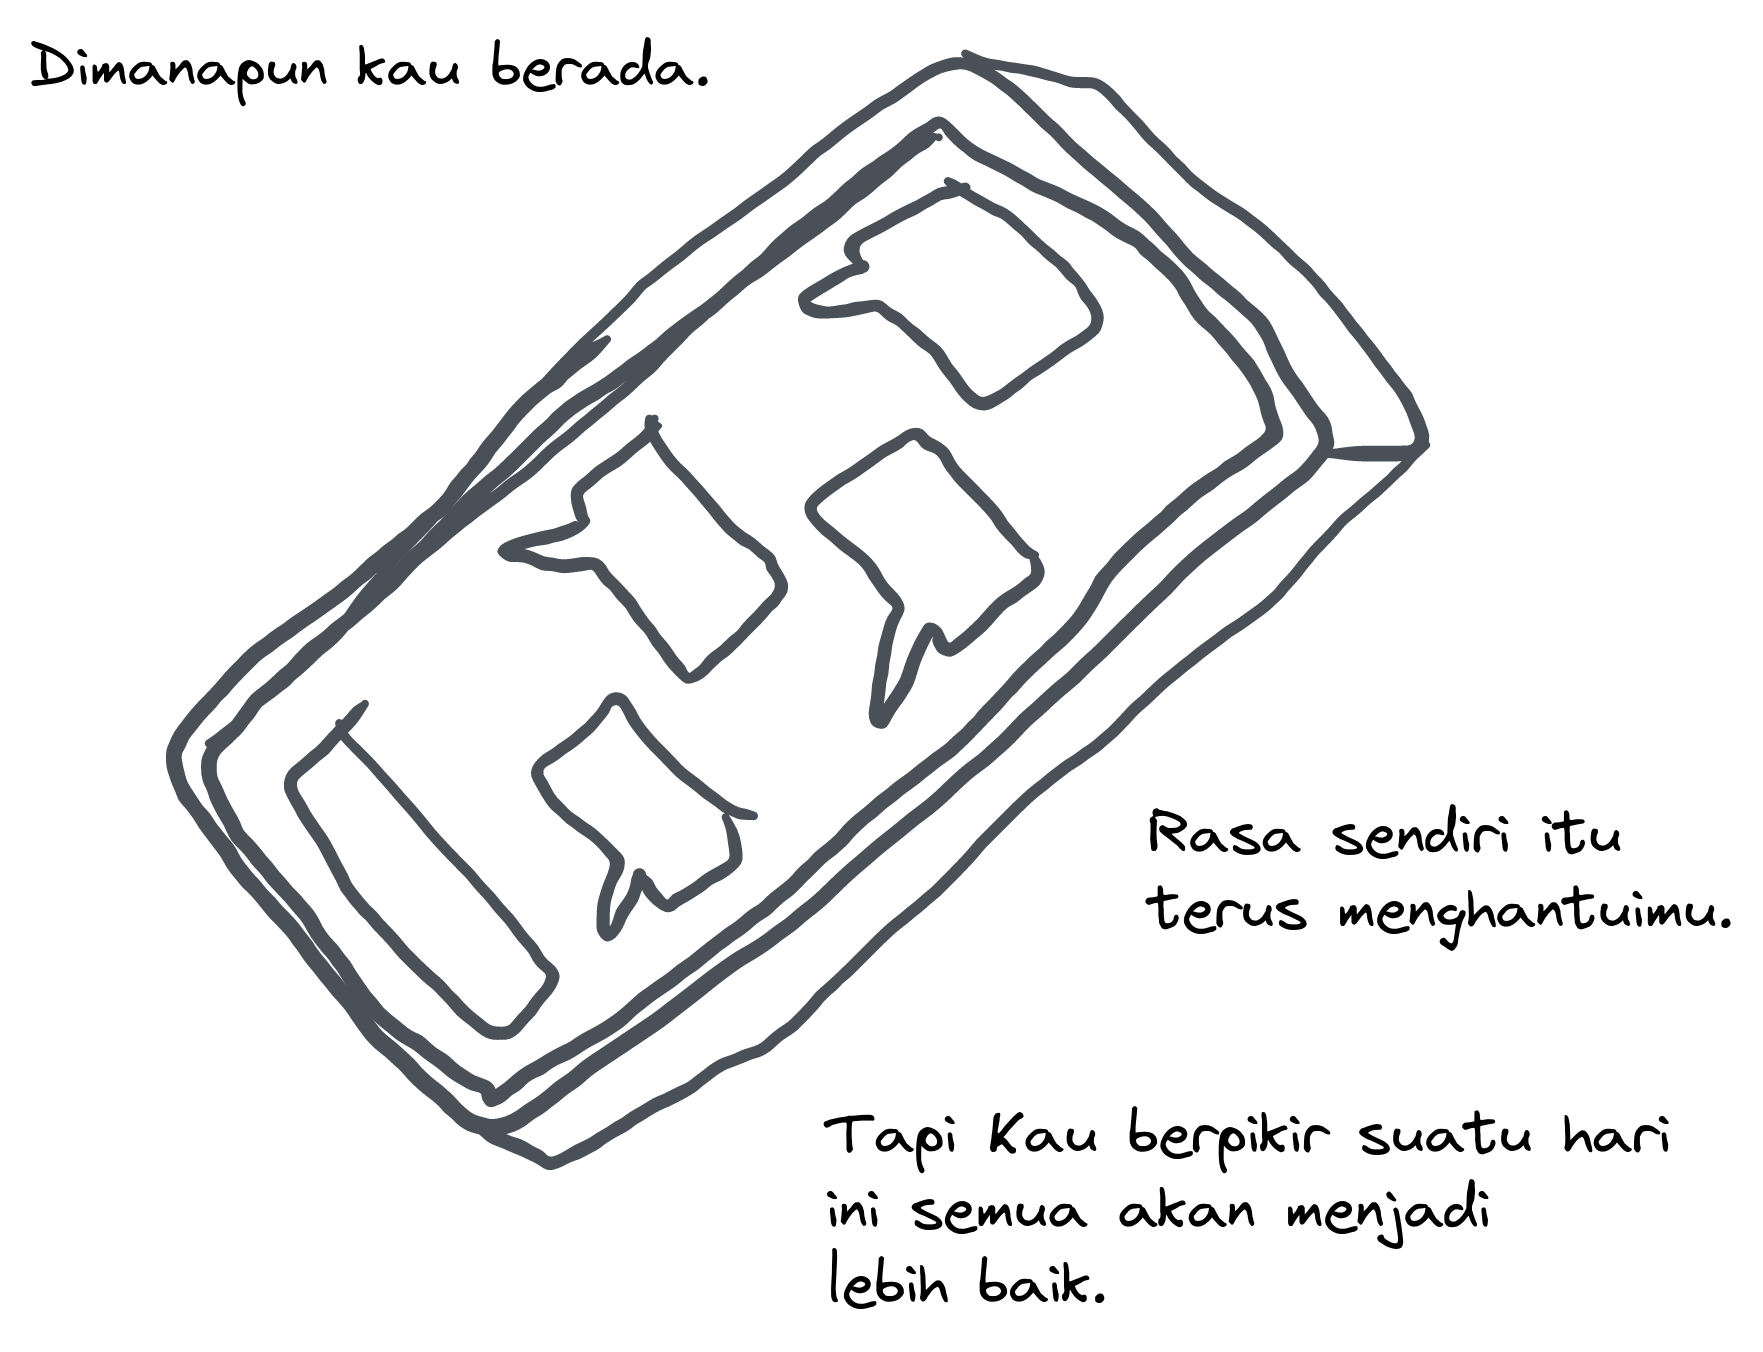 Dimanapun kau berada.
Rasa sendiri itu
terus menghantuimu.
Tapi Kau berpikir suatu hari
ini semua akan menjadi
lebih baik.